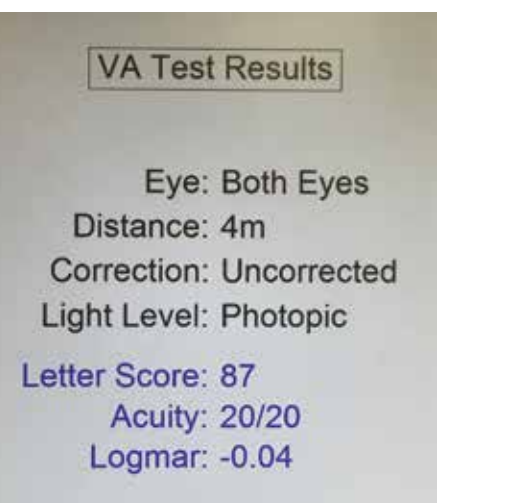 VA Test Results
Eye: Both Eyes
Distance: 4m
Correction: Uncorrected
Light Level: Photopic
Letter Score: 87
Acuity: 20/20
Logmar: -0.04